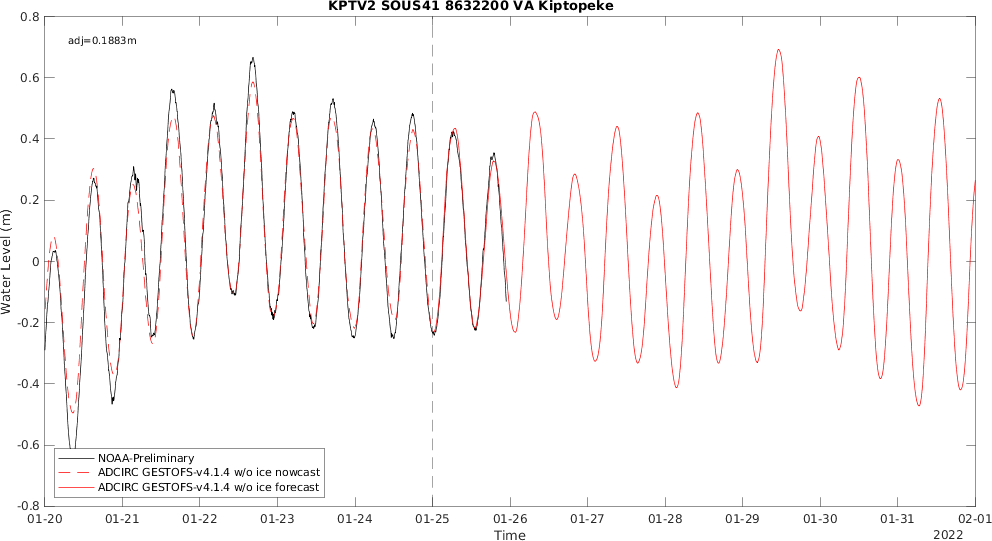 KPTV2 SOUS41 8632200 VA Kiptopeke
adj=0.1883m
0.8
0.6
0.4
0.2
0
-0.2
-0.4
-0.6
-0.8
Water Level (m)
NOAA-Preliminary
ADCIRC GESTOFS-v4.1.4 w/o ice nowcast
ADCIRC GESTOFS-v4.1.4 w/o ice forecast
01-20 01-21 01-22 01-23 01-24 01-25 01-26 01-27 01-28 01-29 01-30 01-31 02-01
Time
2022